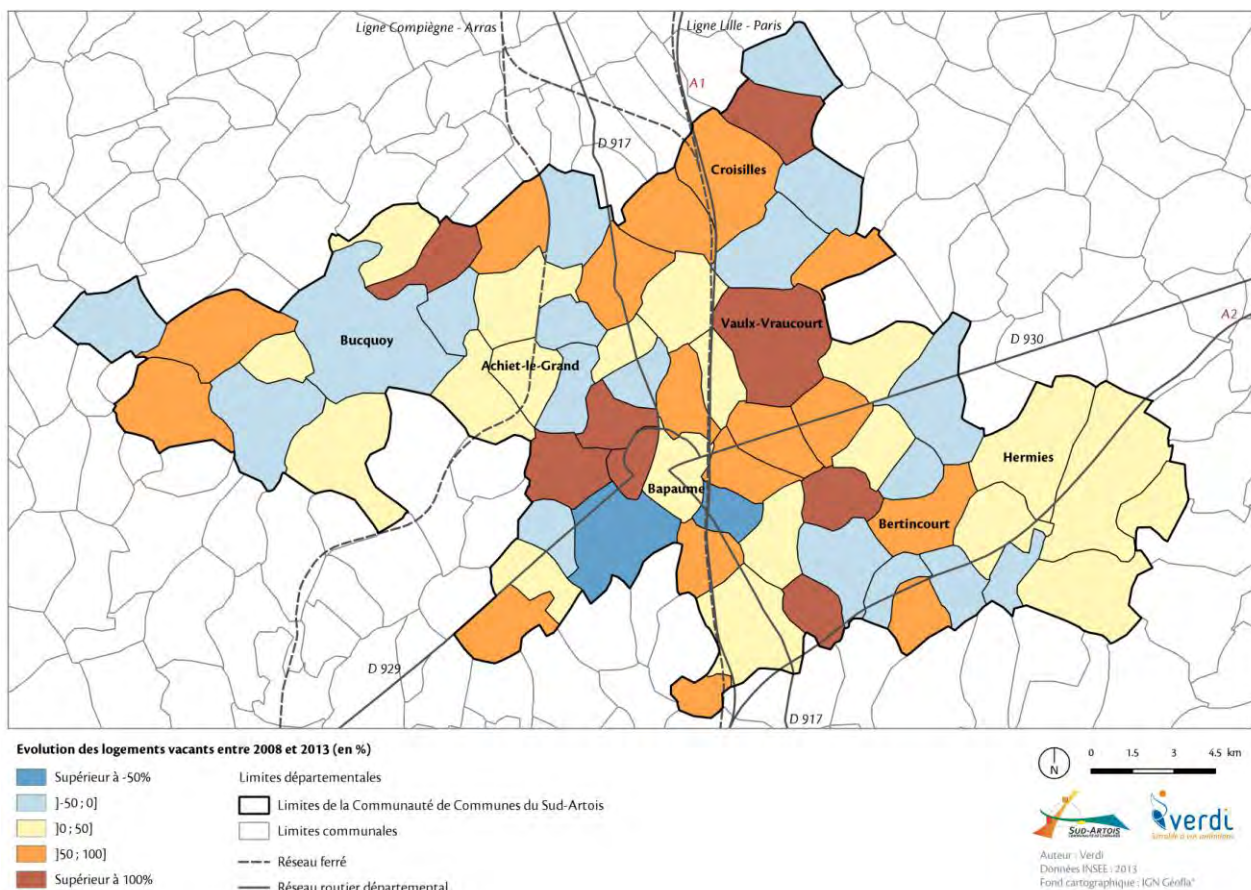 Ligne Compiègne - Arras
Ligne Lille - Paris
A1
D 917
Croisilles
Vaulx-Vraucourt
A2
D 930
Bucquoy
Achiet-le-Grand
Hermies
Bapaume
Bertincourt
D 929
D 917
Evolution des logements vacants entre 2008 et 2013 (en %)
Supérieur à -50%
]-50 ; 0]
]0 ; 50]
]50 ; 100]
Supérieur à 100%
Limites départementales
Limites de la Communauté de Communes du Sud-Artois
Limites communales
Réseau ferré
Réseau routier départemental
N
0 1.5 3 4.5 km
SUD-ARTOIS
COMMUNAUTÉ DE COMMUNES
verdi
Auteur : Verdi
Données INSEE : 2013
Fond cartographique : IGN Géofla®